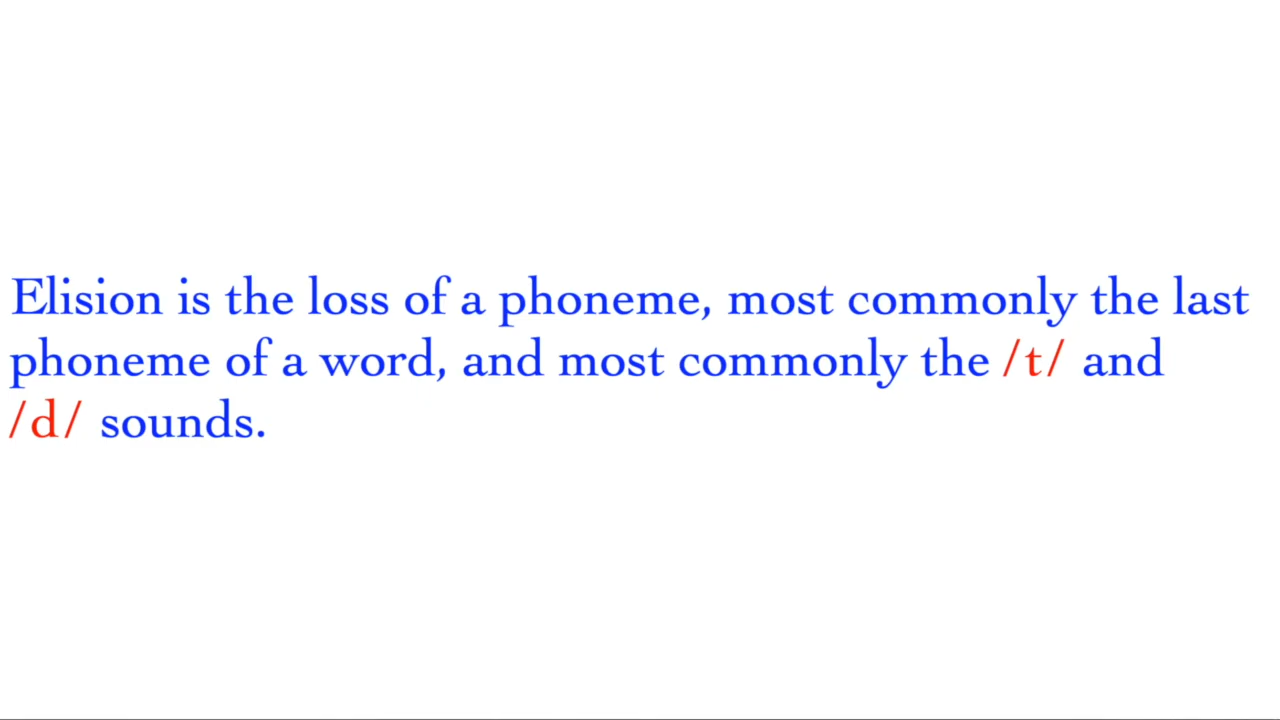 Elision is the loss of a phoneme, most commonly the last
phoneme of a word, and most commonly the /t/ and
/d/ sounds.